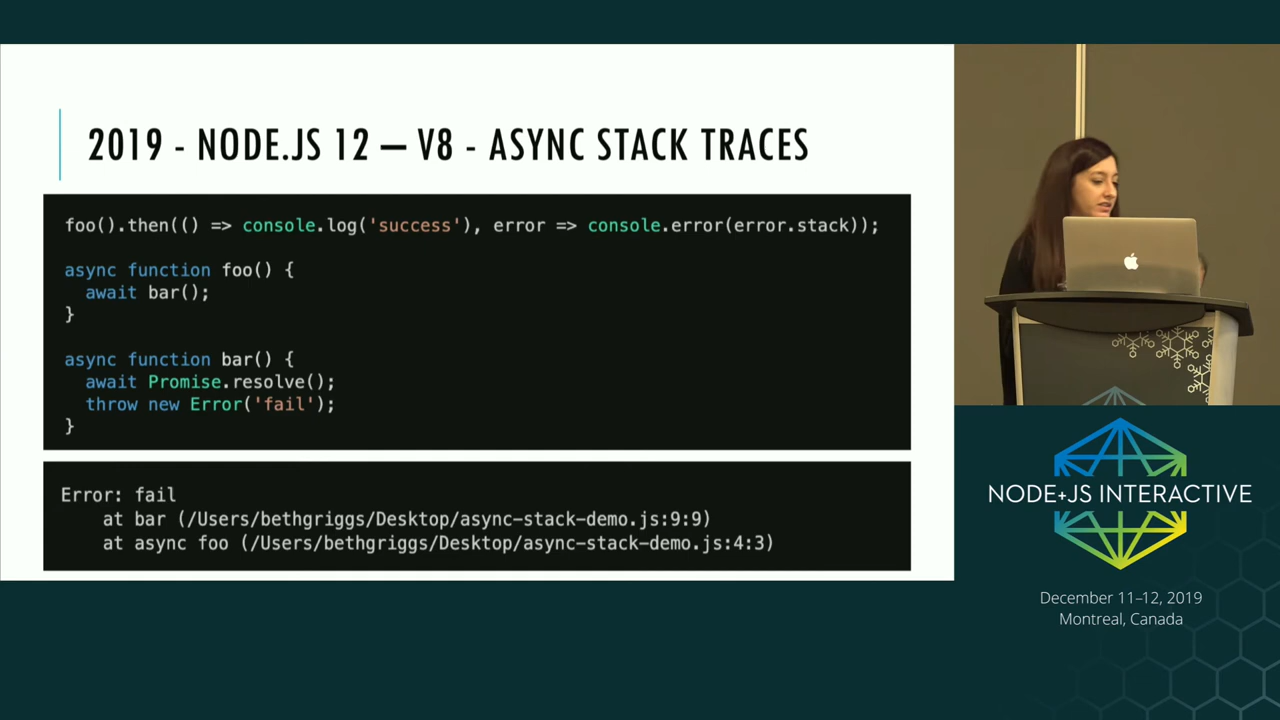 2019 - NODE.JS 12 — V8 - ASYNC STACK TRACES
foo().then(() => console.log('success'), error => console.error(error.stack));
async function foo() {
  await bar();
}
async function bar() {
  await Promise.resolve();
  throw new Error('fail');
}
Error: fail
    at bar (/Users/bethgriggs/Desktop/async-stack-demo.js:9:9)
    at async foo (/Users/bethgriggs/Desktop/async-stack-demo.js:4:3)
NODE+JS INTERACTIVE
December 11–12, 2019
Montreal, Canada